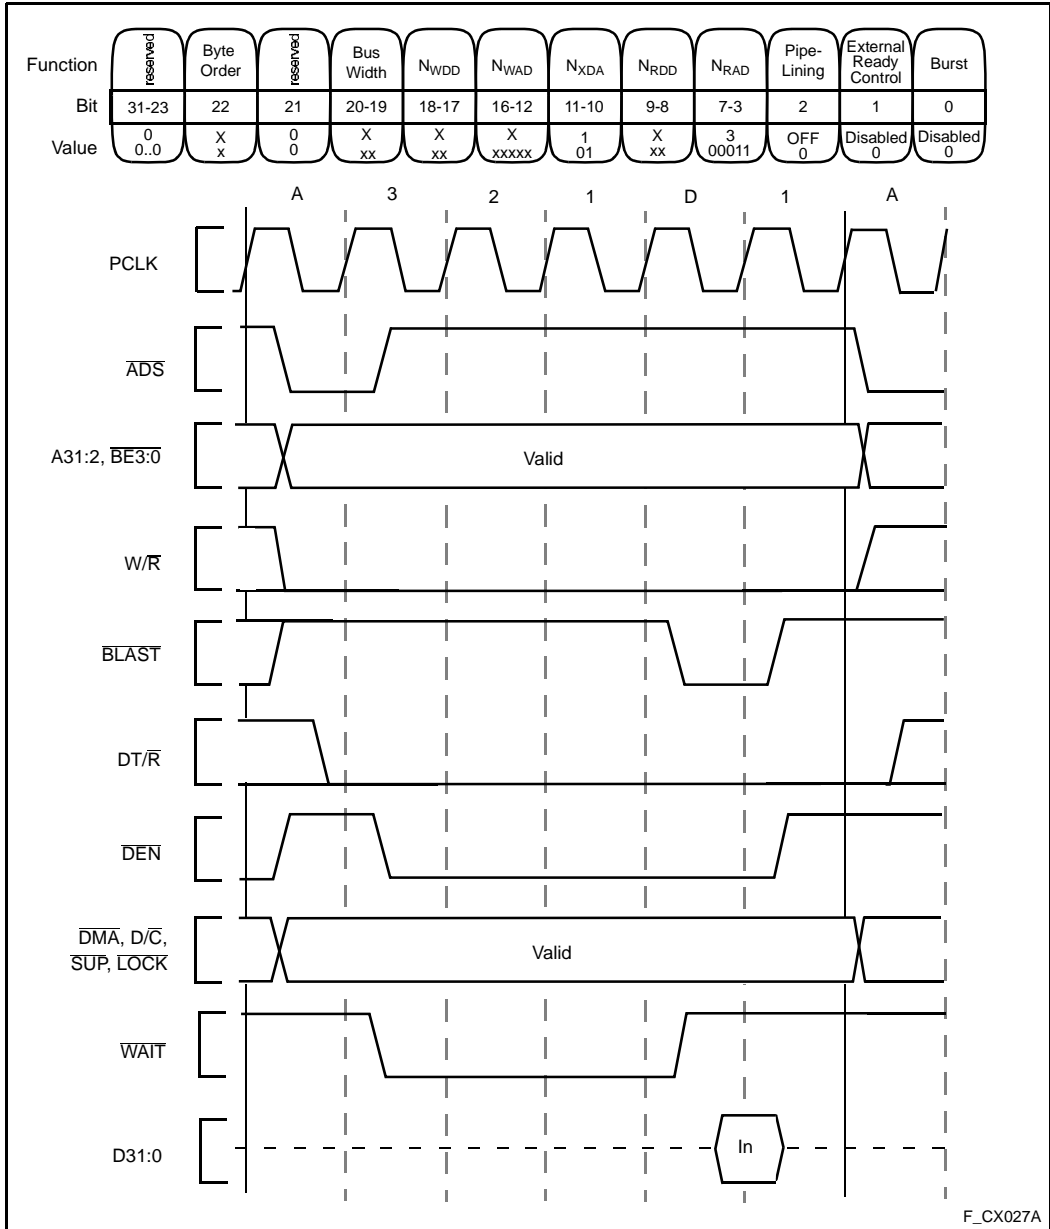 Function reserved Byte Order reserved Bus Width NWDD NWAD NXDA NRDD NRAD Pipe-Lining External Ready Control Burst
Bit 31-23 22 21 20-19 18-17 16-12 11-10 9-8 7-3 2 1 0
Value 0 X 0 X X X 1 X 3 OFF Disabled Disabled
0..0 x 0 xx xx xxxxx 01 xx 00011 0 0 0
A 3 2 1 D 1 A
PCLK
ADS
A31:2, BE3:0 Valid
W/R
BLAST
DT/R
DEN
DMA, D/C,
SUP, LOCK Valid
WAIT
D31:0 In
F_CX027A